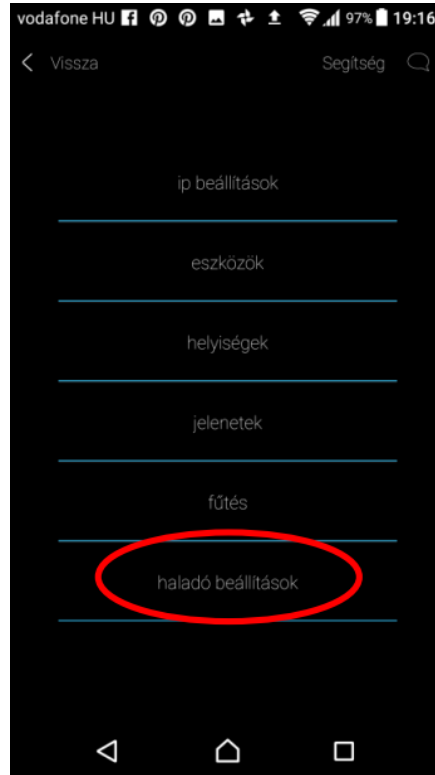 vodafone HU 97% 19:16
Vissza Segítség
ip beállítások
eszközök
helyiségek
jelenetek
fűtés
haladó beállítások